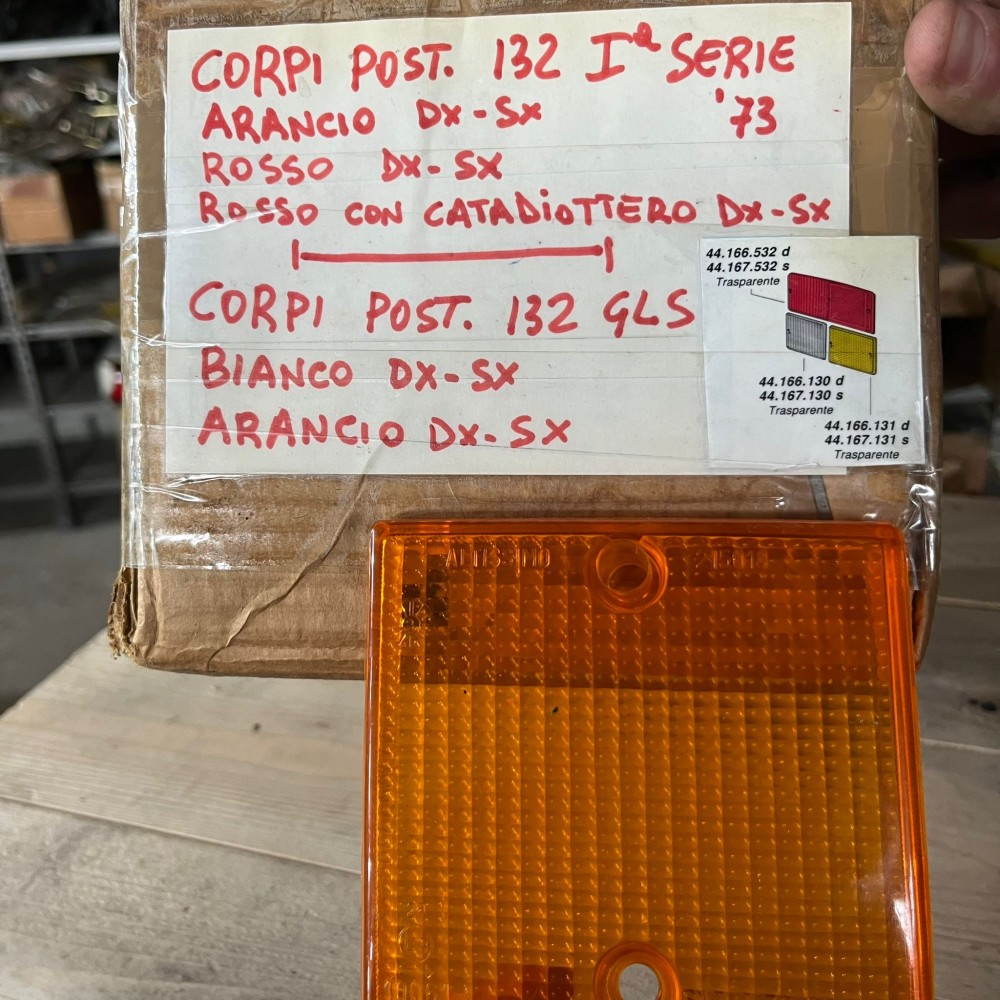 CORPI POST. 132 Iª SERIE
ARANCIO DX-SX '73
ROSSO DX-SX
ROSSO CON CATADIOTTERO DX-SX
CORPI POST. 132 GLS
BIANCO DX-SX
ARANCIO DX-SX
44.166.532 d
44.167.532 s
Trasparente
44.166.130 d
44.167.130 s
Trasparente
44.166.131 d
44.167.131 s
Trasparente